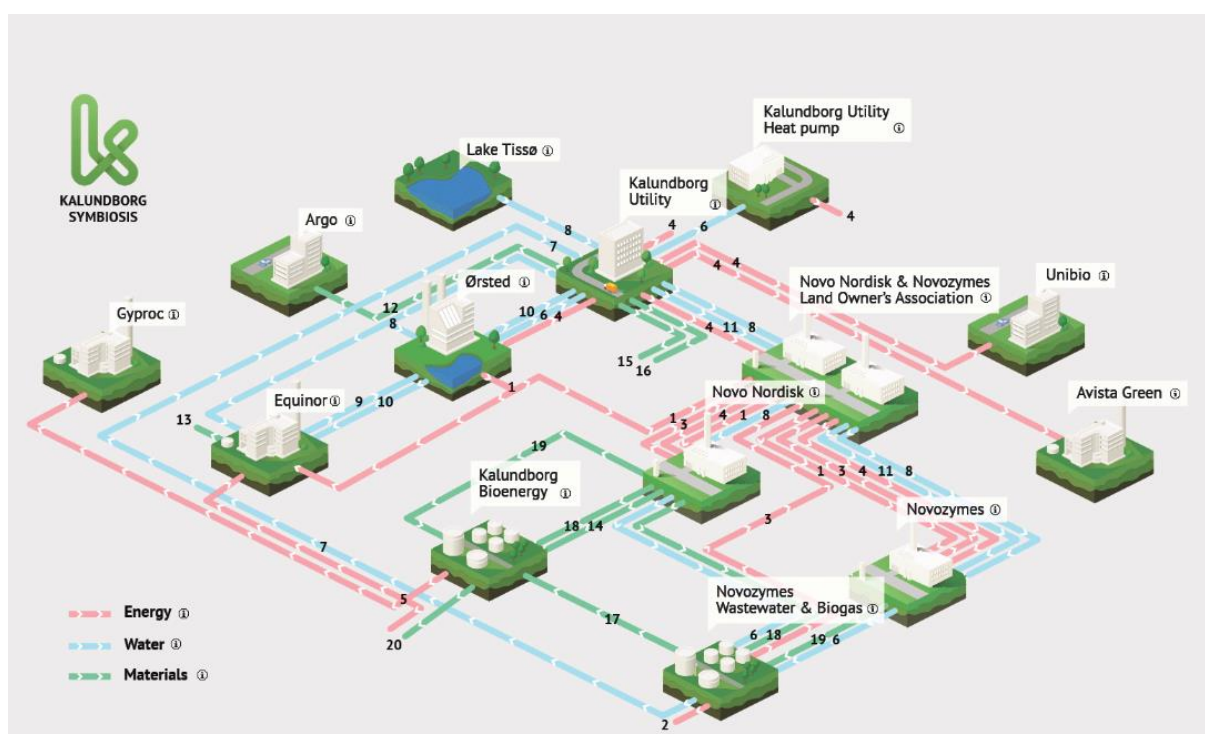 KALUNDBORG
SYMBIOSIS
Kalundborg Utility
Heat pump
Lake Tissø
Kalundborg
Utility
4
4
6
8
7
4
4
Argo
Ørsted
Novo Nordisk & Novozymes
Land Owner's Association
Unibio
Gyproc
12
8
10 6 4
4 11 8
15
16
1
Equinor
9 10
Novo Nordisk
Avista Green
13
1
3
4 1 8
19
Kalundborg
Bioenergy
1 3 4 11 8
18 14
3
Novozymes
7
5
Novozymes
Wastewater & Biogas
Energy
Water
Materials
17
20
6 18
19 6
2